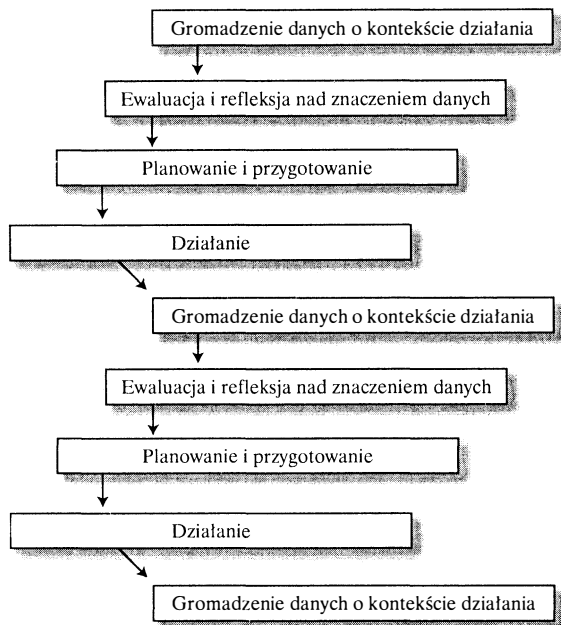 Gromadzenie danych o kontekście działania
Ewaluacja i refleksja nad znaczeniem danych
Planowanie i przygotowanie
Działanie
Gromadzenie danych o kontekście działania
Ewaluacja i refleksja nad znaczeniem danych
Planowanie i przygotowanie
Działanie
Gromadzenie danych o kontekście działania